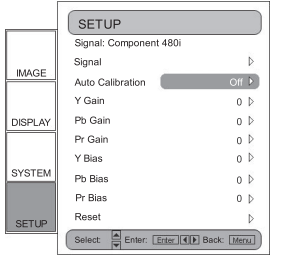 SETUP
Signal: Component 480i
Signal
Auto Calibration Off
Y Gain 0
Pb Gain 0
Pr Gain 0
Y Bias 0
Pb Bias 0
Pr Bias 0
Reset
Select: Enter: Enter Back: Menu
IMAGE
DISPLAY
SYSTEM
SETUP